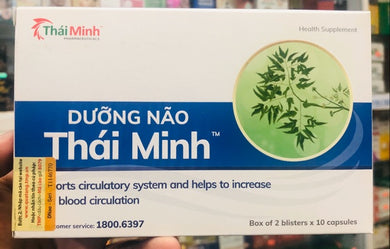 Thái Minh
PHARMACEUTICALS
Health Supplement
DƯỠNG NÃO
Thái Minh™
orts circulatory system and helps to increase
blood circulation
Box of 2 blisters x 10 capsules
stomer service: 1800.6397